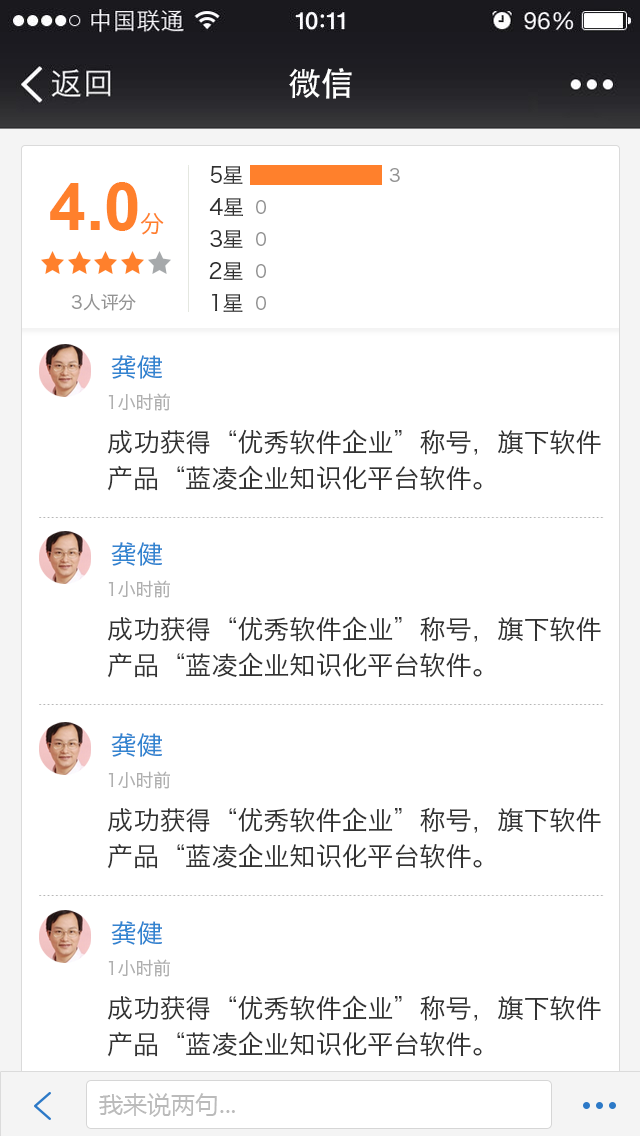 中国联通 10:11 96%
返回 微信
4.0分
3人评分
5星 3
4星 0
3星 0
2星 0
1星 0
龚健
1小时前
成功获得“优秀软件企业”称号，旗下软件
产品“蓝凌企业知识化平台软件。
龚健
1小时前
成功获得“优秀软件企业”称号，旗下软件
产品“蓝凌企业知识化平台软件。
龚健
1小时前
成功获得“优秀软件企业”称号，旗下软件
产品“蓝凌企业知识化平台软件。
龚健
1小时前
成功获得“优秀软件企业”称号，旗下软件
产品“蓝凌企业知识化平台软件。
我来说两句...